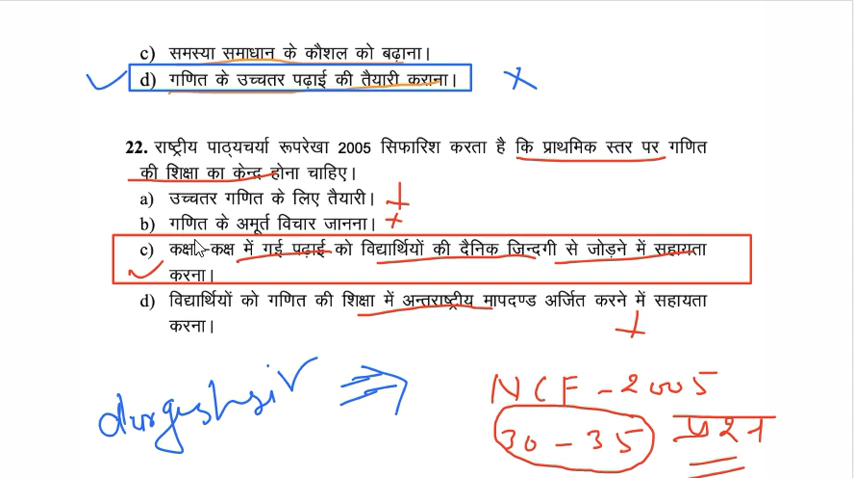 c) समस्या समाधान के कौशल को बढ़ाना।
d) गणित के उच्चतर पढ़ाई की तैयारी कराना।
22. राष्ट्रीय पाठ्यचर्या रूपरेखा 2005 सिफारिश करता है कि प्राथमिक स्तर पर गणित
की शिक्षा का केन्द्र होना चाहिए।
a) उच्चतर गणित के लिए तैयारी।
b) गणित के अमूर्त विचार जानना।
c) कक्षा-कक्ष में गई पढ़ाई को विद्यार्थियों की दैनिक ज़िन्दगी से जोड़ने में सहायता
करना।
d) विद्यार्थियों को गणित की शिक्षा में अन्तराष्ट्रीय मापदण्ड अर्जित करने में सहायता
करना।
durgeshsir
NCF - 2005
30 - 35 प्रश्न